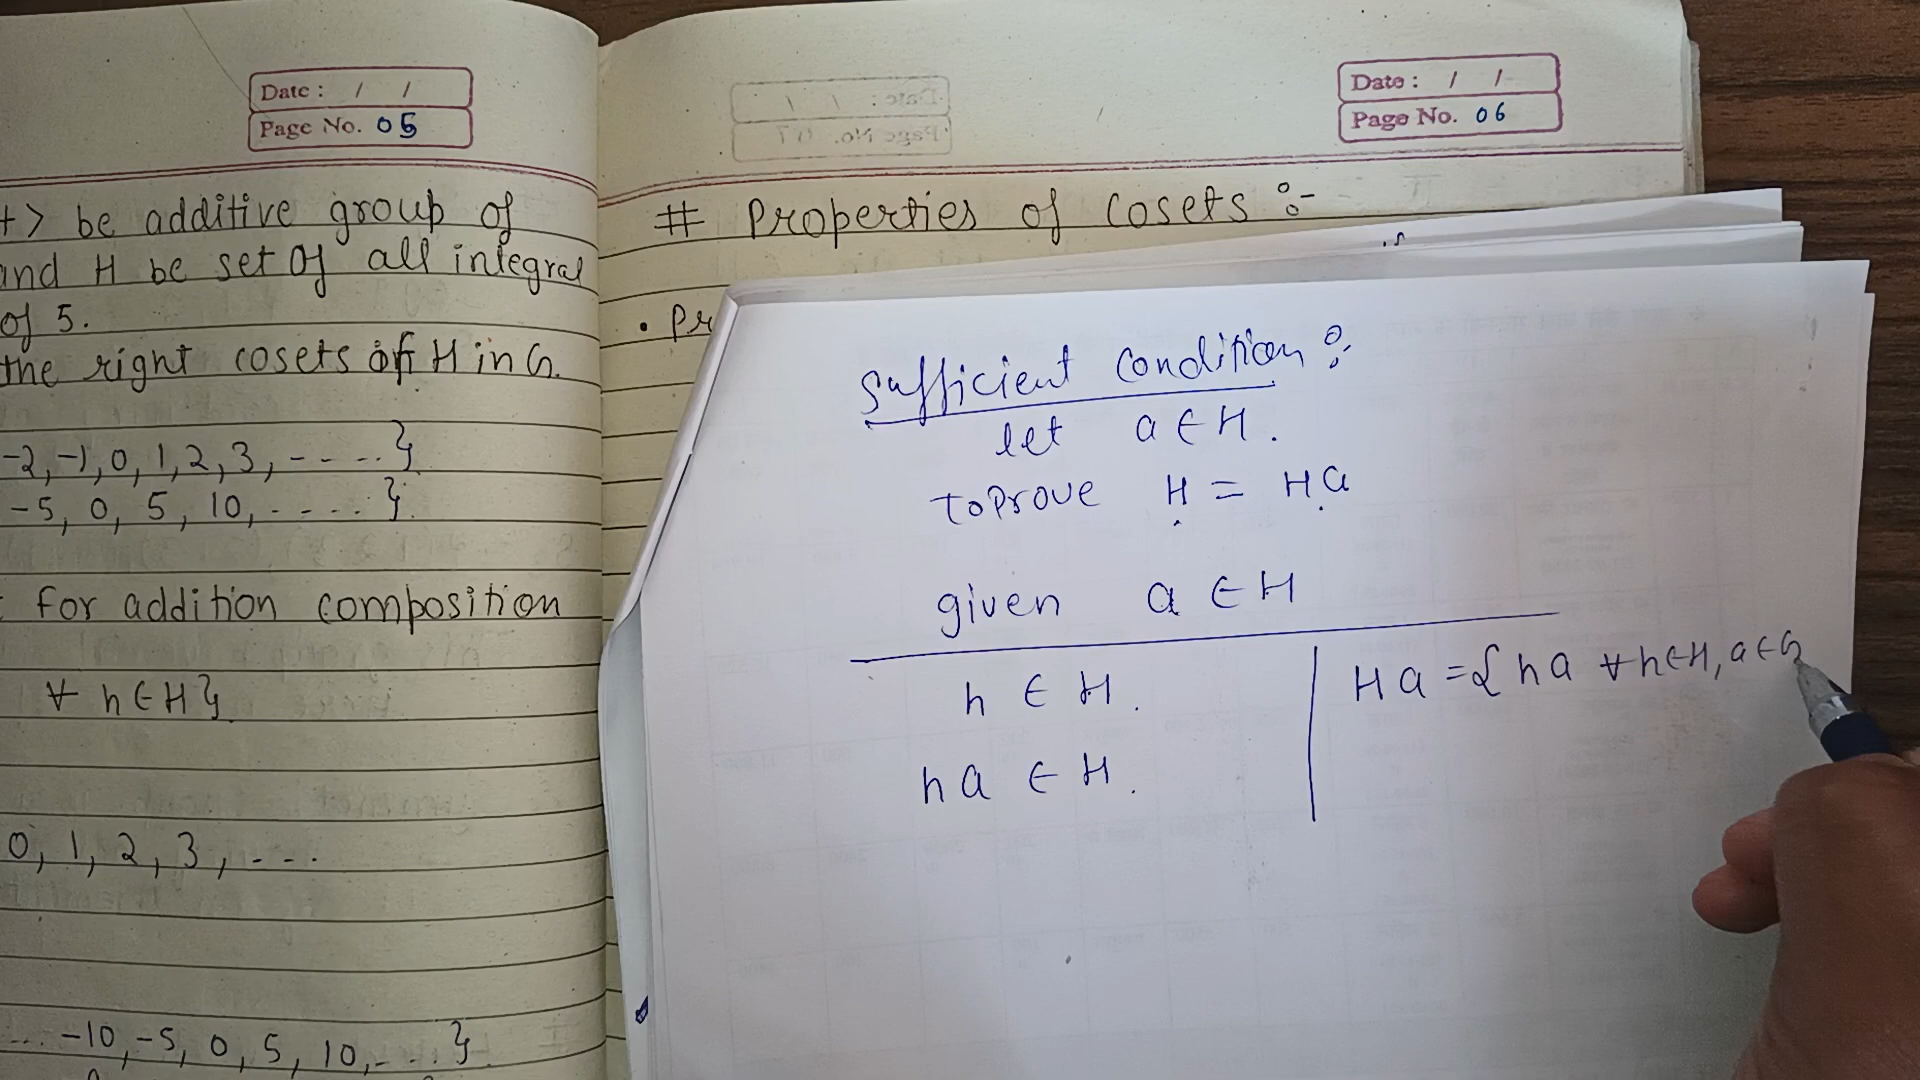 Date : / /
Page No. 05
+> be additive group of
and H be set of all integral
of 5.
the right cosets of H in G.
-2, -1, 0, 1, 2, 3, - - - .. }
-5, 0, 5, 10, - - - .. }.
: For addition composition
∀ h ∈ H }.
0, 1, 2, 3, ...
... -10, -5, 0, 5, 10, ... }
Date : / /
Page No. 06
# Properties of Cosets :-
• Pr
Sufficient Condition :
let a ∈ H.
to prove H = Ha
given a ∈ H
h ∈ H.
ha ∈ H.
Ha = { ha ∀ h ∈ H, a ∈ G